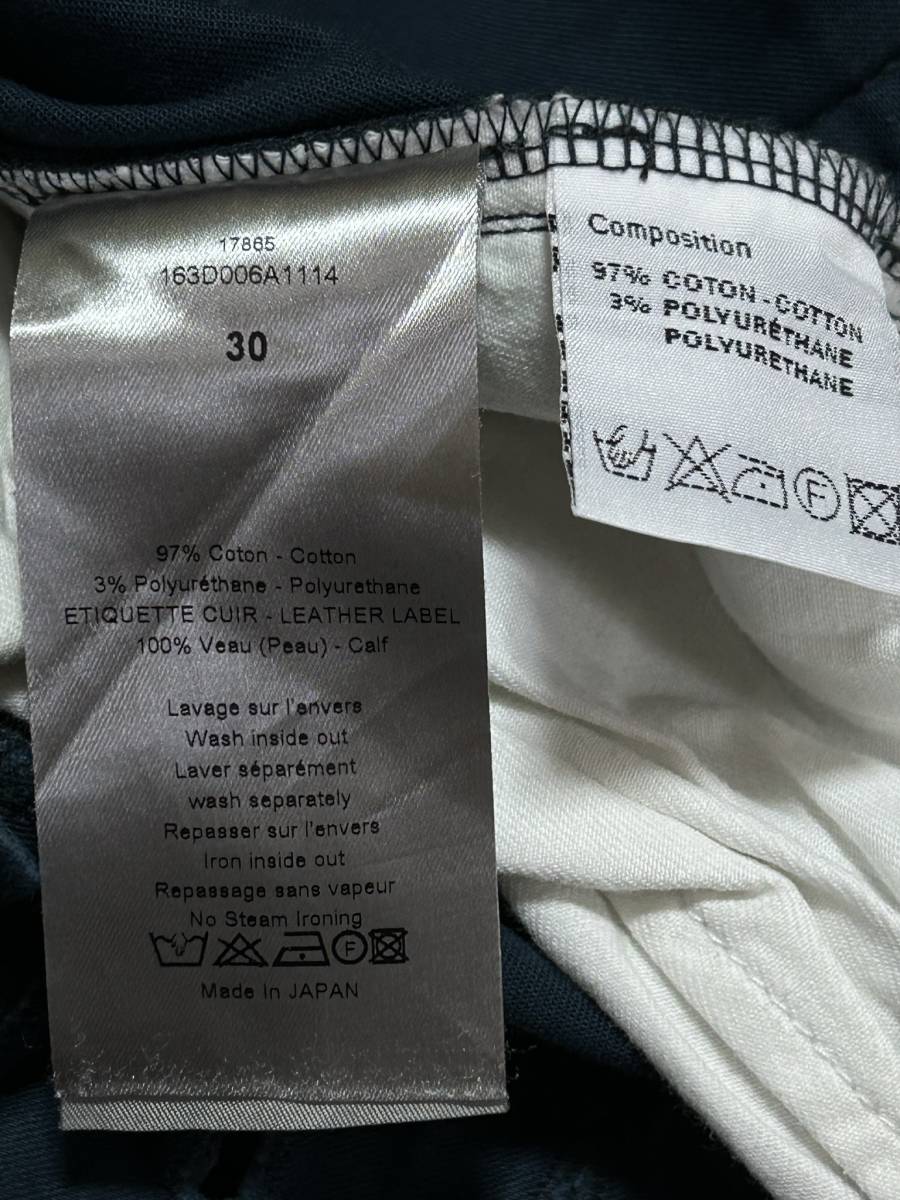 17865
163D006A1114
30
97% Coton - Cotton
3% Polyuréthane - Polyurethane
ETIQUETTE CUIR - LEATHER LABEL
100% Veau (Peau) - Calf
Lavage sur l'envers
Wash inside out
Laver séparément
wash separately
Repasser sur l'envers
Iron inside out
Repassage sans vapeur
No Steam Ironing
F
Made In JAPAN
Composition
97% COTON - COTTON
3% POLYURÉTHANE
POLYURETHANE
F